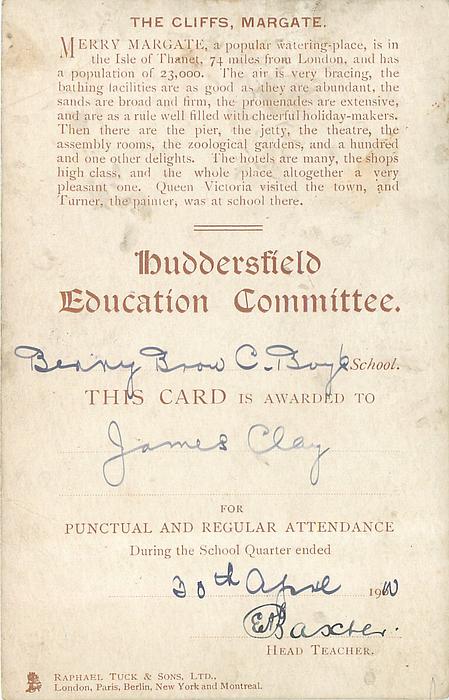 THE CLIFFS, MARGATE.
MERRY MARGATE, a popular watering-place, is in
the Isle of Thanet, 74 miles from London, and has
a population of 23,000. The air is very bracing, the
bathing facilities are as good as they are abundant, the
sands are broad and firm, the promenades are extensive,
and are as a rule well filled with cheerful holiday-makers.
Then there are the pier, the jetty, the theatre, the
assembly rooms, the zoological gardens, and a hundred
and one other delights. The hotels are many, the shops
high class, and the whole place altogether a very
pleasant one. Queen Victoria visited the town, and
Turner, the painter, was at school there.
Huddersfield
Education Committee.
Berry Brow C. Boys School.
THIS CARD IS AWARDED TO
James Clay
FOR
PUNCTUAL AND REGULAR ATTENDANCE
During the School Quarter ended
30th April 19
Baxter.
HEAD TEACHER.
RAPHAEL TUCK & SONS, LTD.,
London, Paris, Berlin, New York and Montreal.